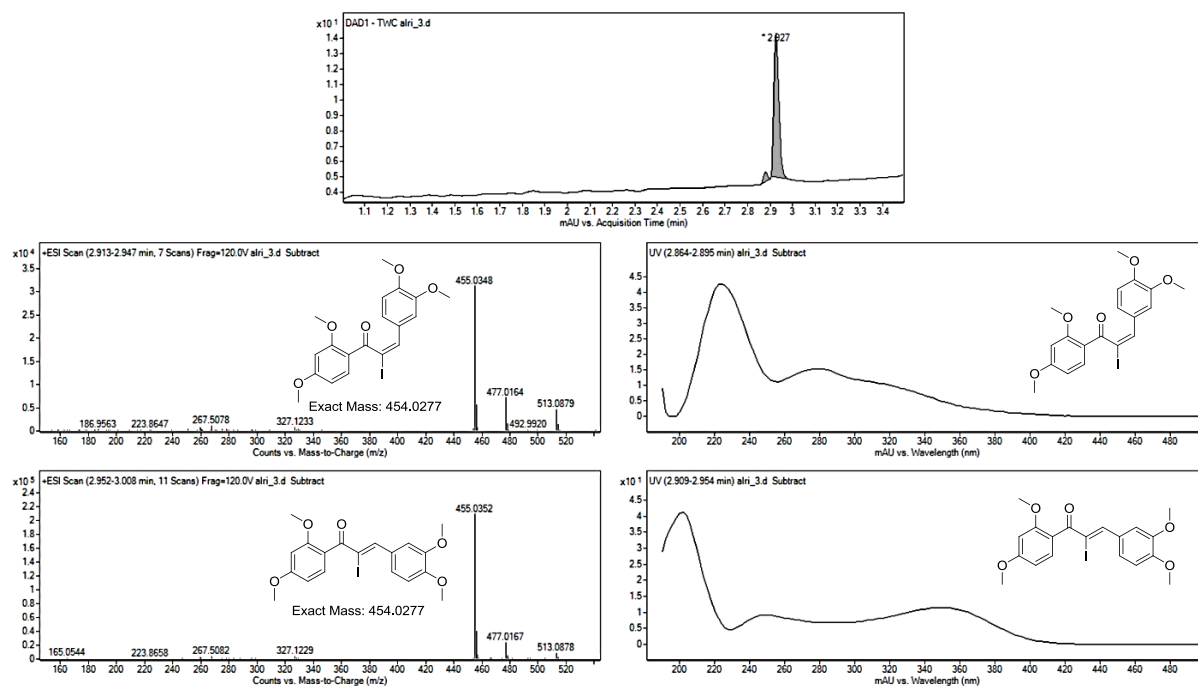 DAD1 - TWC alri_3.d
x10 1
* 2.927
1.4
1.3
1.2
1.1
1
0.9
0.8
0.7
0.6
0.5
0.4
1.1 1.2 1.3 1.4 1.5 1.6 1.7 1.8 1.9 2 2.1 2.2 2.3 2.4 2.5 2.6 2.7 2.8 2.9 3 3.1 3.2 3.3 3.4
mAU vs. Acquisition Time (min)
x10 4
+ESI Scan (2.913-2.947 min, 7 Scans) Frag=120.0V alri_3.d Subtract
3.5
3
2.5
2
1.5
1
0.5
0
455.0348
477.0164
513.0879
492.9920
186.9563
223.8647
267.5078
327.1233
O
O
O
O
O
I
Exact Mass: 454.0277
160 180 200 220 240 260 280 300 320 340 360 380 400 420 440 460 480 500 520
Counts vs. Mass-to-Charge (m/z)
UV (2.864-2.895 min) alri_3.d Subtract
4.5
4
3.5
3
2.5
2
1.5
1
0.5
0
O
O
O
O
O
I
200 220 240 260 280 300 320 340 360 380 400 420 440 460 480
mAU vs. Wavelength (nm)
x10 5
+ESI Scan (2.952-3.008 min, 11 Scans) Frag=120.0V alri_3.d Subtract
2.2
2
1.8
1.6
1.4
1.2
1
0.8
0.6
0.4
0.2
0
455.0352
477.0167
513.0878
165.0544
223.8658
267.5082
327.1229
O
O
O
O
O
I
Exact Mass: 454.0277
160 180 200 220 240 260 280 300 320 340 360 380 400 420 440 460 480 500 520
Counts vs. Mass-to-Charge (m/z)
x10 1
UV (2.909-2.954 min) alri_3.d Subtract
4.5
4
3.5
3
2.5
2
1.5
1
0.5
0
O
O
O
O
O
I
200 220 240 260 280 300 320 340 360 380 400 420 440 460 480
mAU vs. Wavelength (nm)